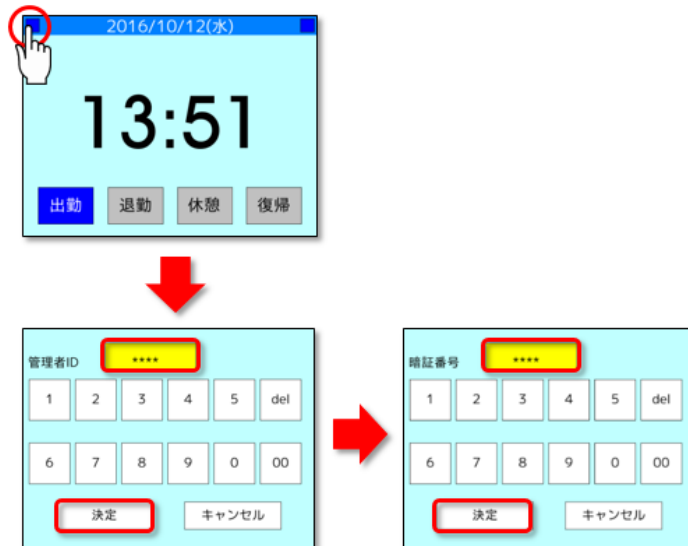 2016/10/12(水)
13:51
出勤 退勤 休憩 復帰
管理者ID ****
1 2 3 4 5 del
6 7 8 9 0 00
決定 キャンセル
暗証番号 ****
1 2 3 4 5 del
6 7 8 9 0 00
決定 キャンセル